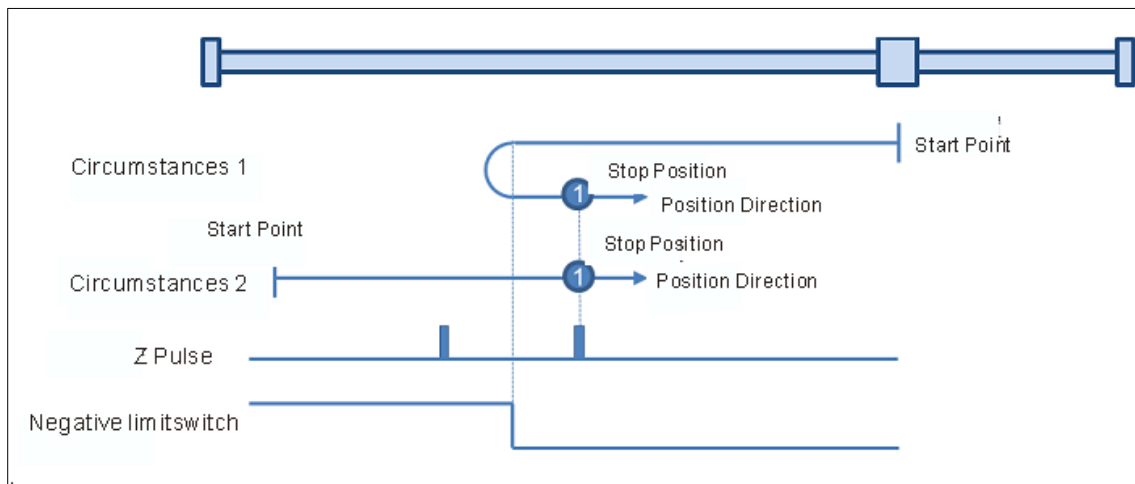 Start Point
Circumstances 1
Stop Position
1
Position Direction
Start Point
Stop Position
Circumstances 2
1
Position Direction
Z Pulse
Negative limitswitch